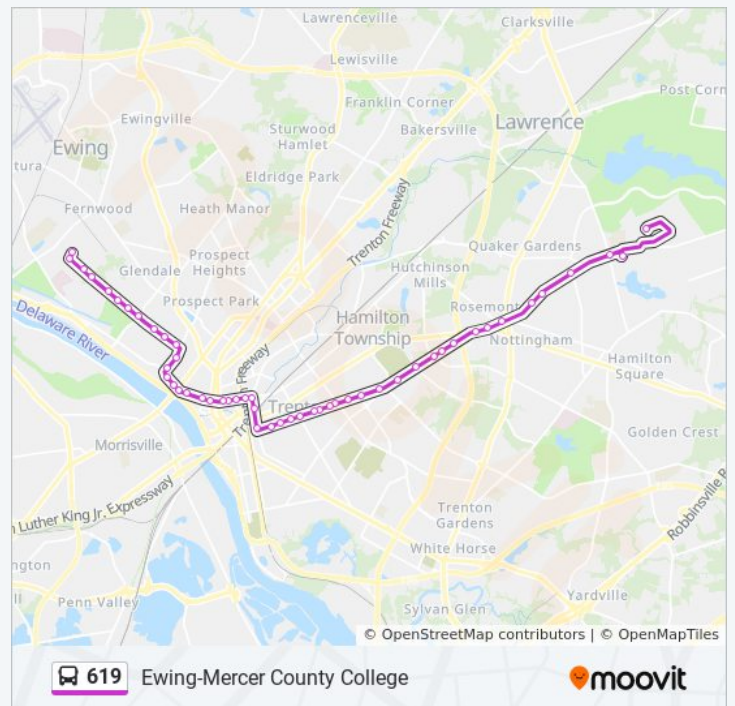 Lawrenceville
Clarksville
Lewisville
Post Corn
Franklin Corner
Ewingville
Lawrence
Sturwood
Hamlet
Bakersville
Ewing
tura
Eldridge Park
Trenton Freeway
Fernwood
Heath Manor
Quaker Gardens
Prospect
Heights
Glendale
Hutchinson
Mills
Prospect Park
Rosemont
Delaware River
Hamilton
Township
Nottingham
Hamilton
Square
Trenton Freeway
Trent
Golden Crest
Morrisville
n Luther King Jr. Expressway
Trenton
Gardens
Robbinsville R
White Horse
ngton
ll
Penn Valley
Yardville
Sylvan Glen
© OpenStreetMap contributors | © OpenMapTiles
619 Ewing-Mercer County College
moovit